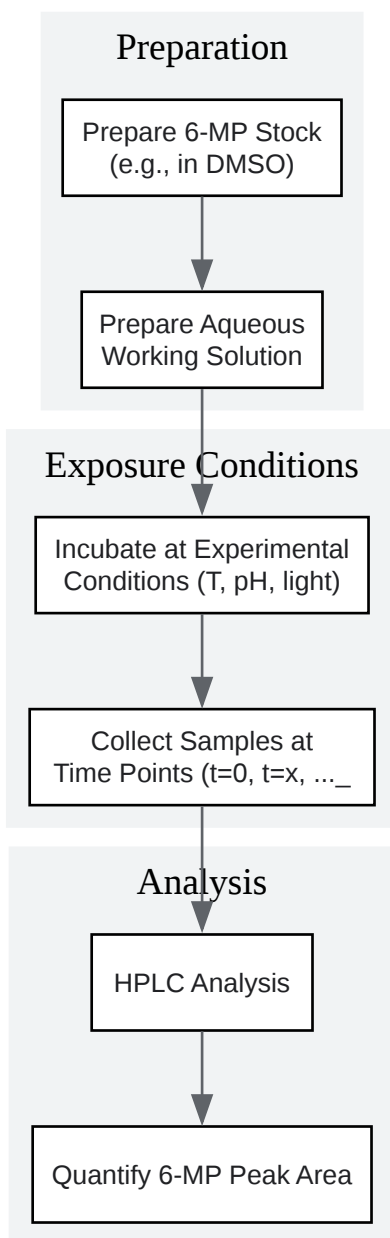 Preparation
Prepare 6-MP Stock
(e.g., in DMSO)
Prepare Aqueous
Working Solution
Exposure Conditions
Incubate at Experimental
Conditions (T, pH, light)
Collect Samples at
Time Points (t=0, t=x, ..._
Analysis
HPLC Analysis
Quantify 6-MP Peak Area